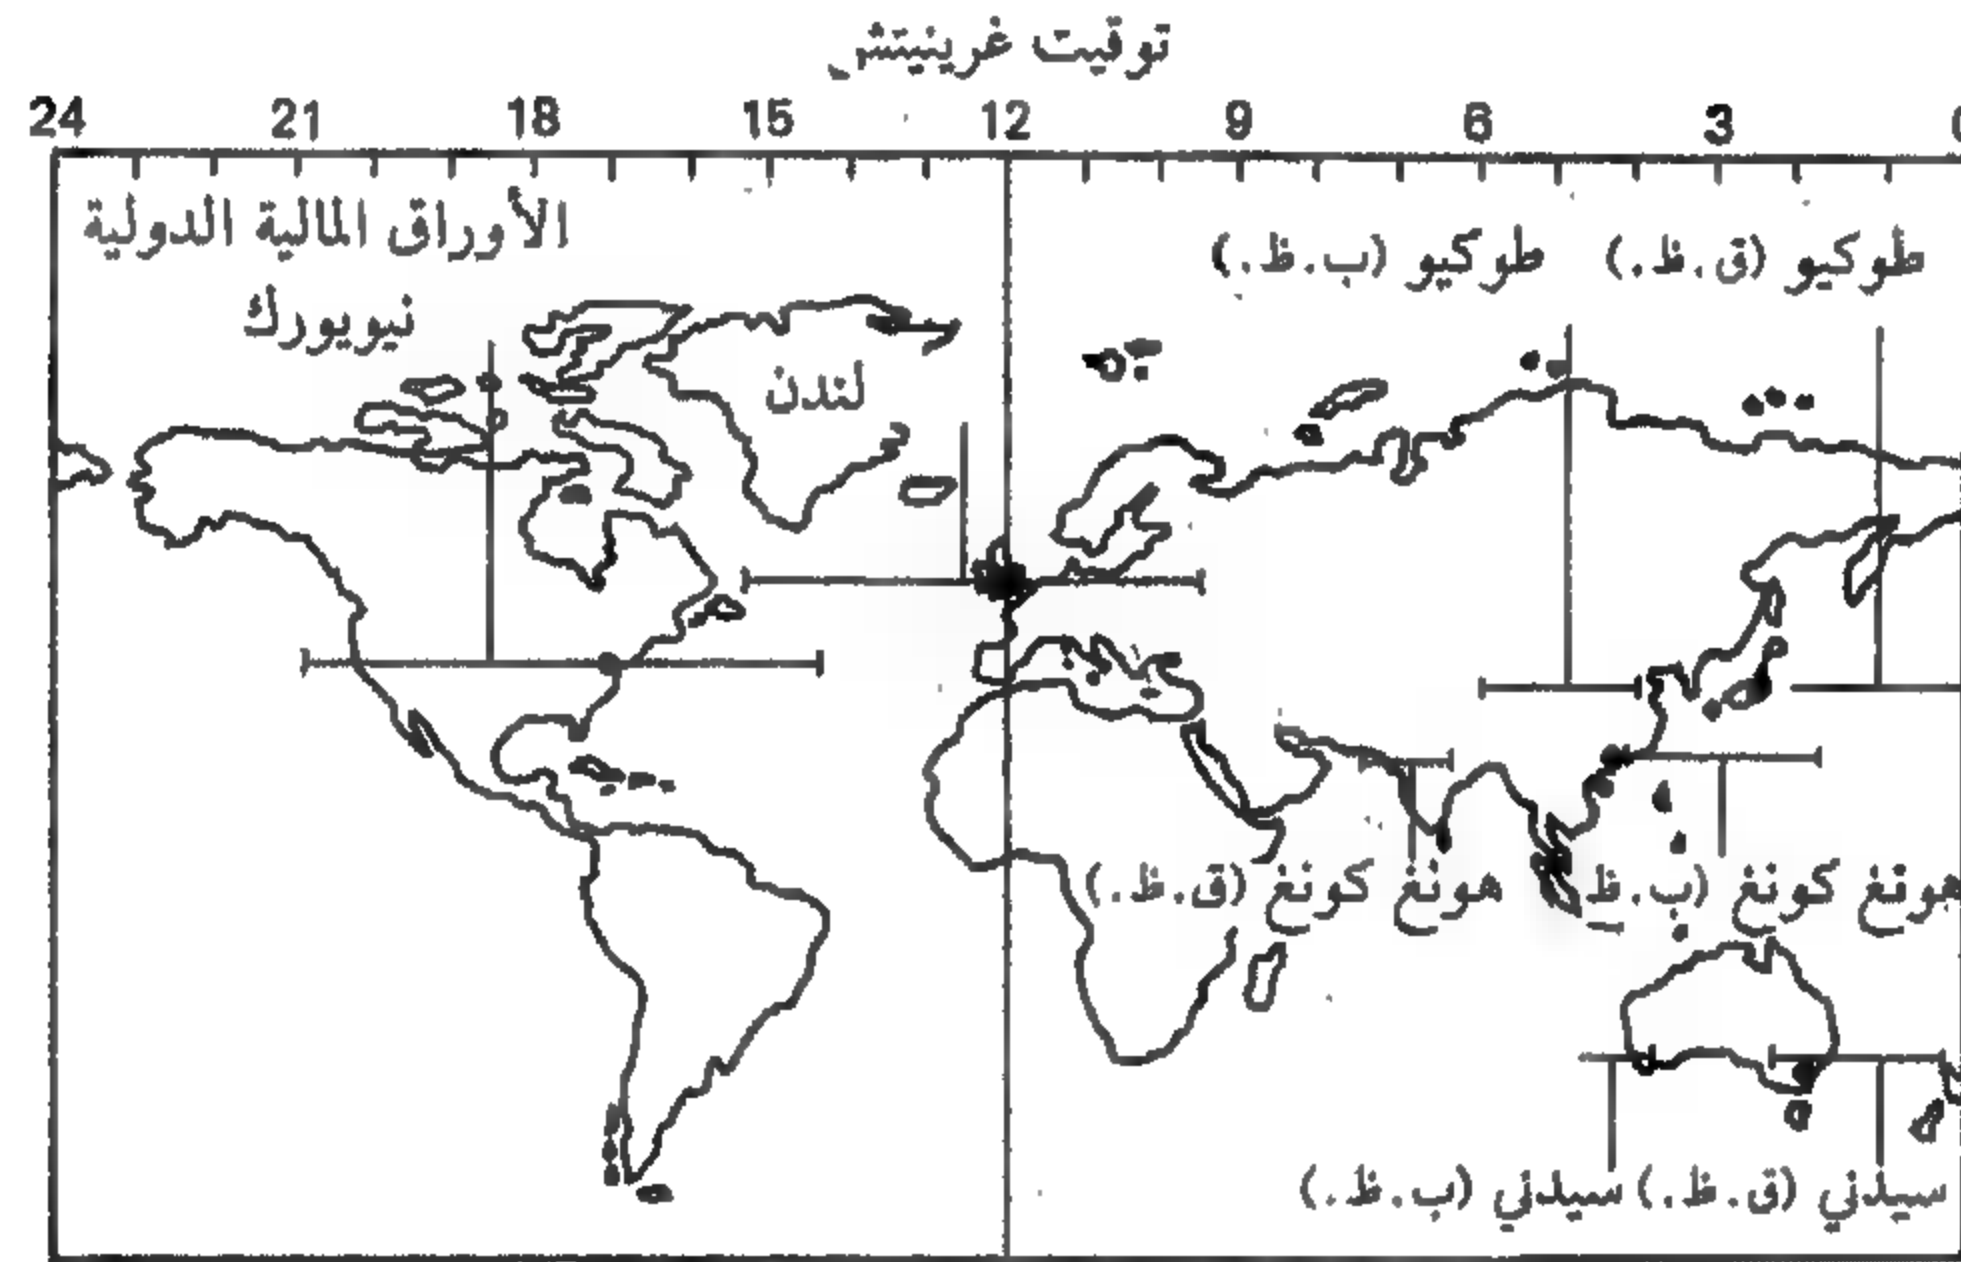 توقيت غرينيتش
24 21 18 15 12 9 6 3
الأوراق المالية الدولية
طوكيو (ب.ظ.) طوكيو (ق.ظ.)
نيويورك
لندن
هونغ كونغ (ق.ظ.) هونغ كونغ (ب.ظ
سيدني (ب.ظ.) سيدني (ق.ظ.)